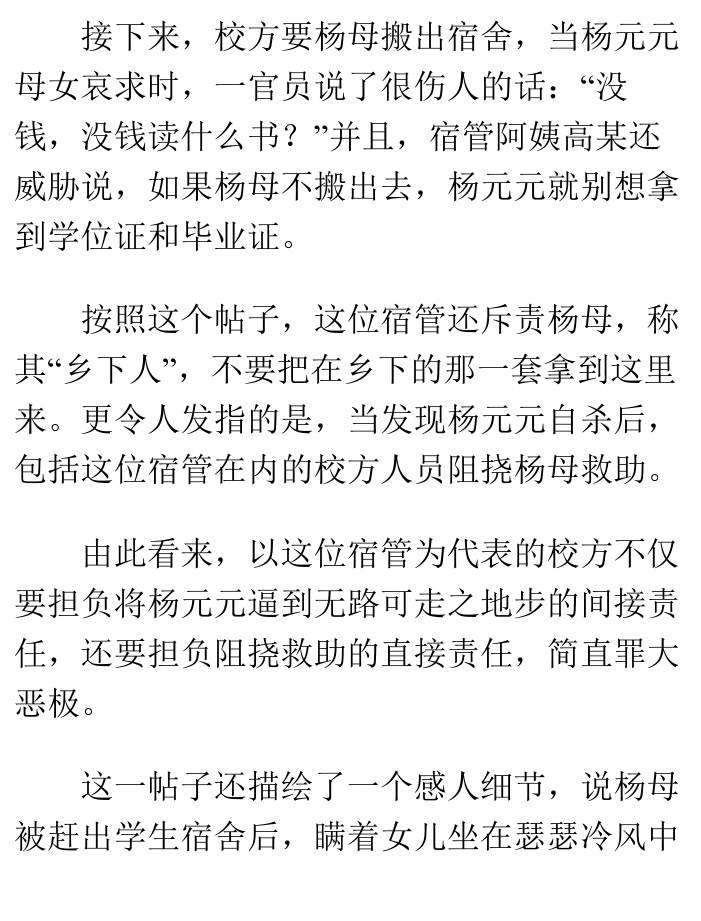 接下来，校方要杨母搬出宿舍，当杨元元
母女哀求时，一官员说了很伤人的话：“没
钱，没钱读什么书？”并且，宿管阿姨高某还
威胁说，如果杨母不搬出去，杨元元就别想拿
到学位证和毕业证。
按照这个帖子，这位宿管还斥责杨母，称
其“乡下人”，不要把在乡下的那一套拿到这里
来。更令人发指的是，当发现杨元元自杀后，
包括这位宿管在内的校方人员阻挠杨母救助。
由此看来，以这位宿管为代表的校方不仅
要担负将杨元元逼到无路可走之地步的间接责
任，还要担负阻挠救助的直接责任，简直罪大
恶极。
这一帖子还描绘了一个感人细节，说杨母
被赶出学生宿舍后，瞒着女儿坐在瑟瑟冷风中